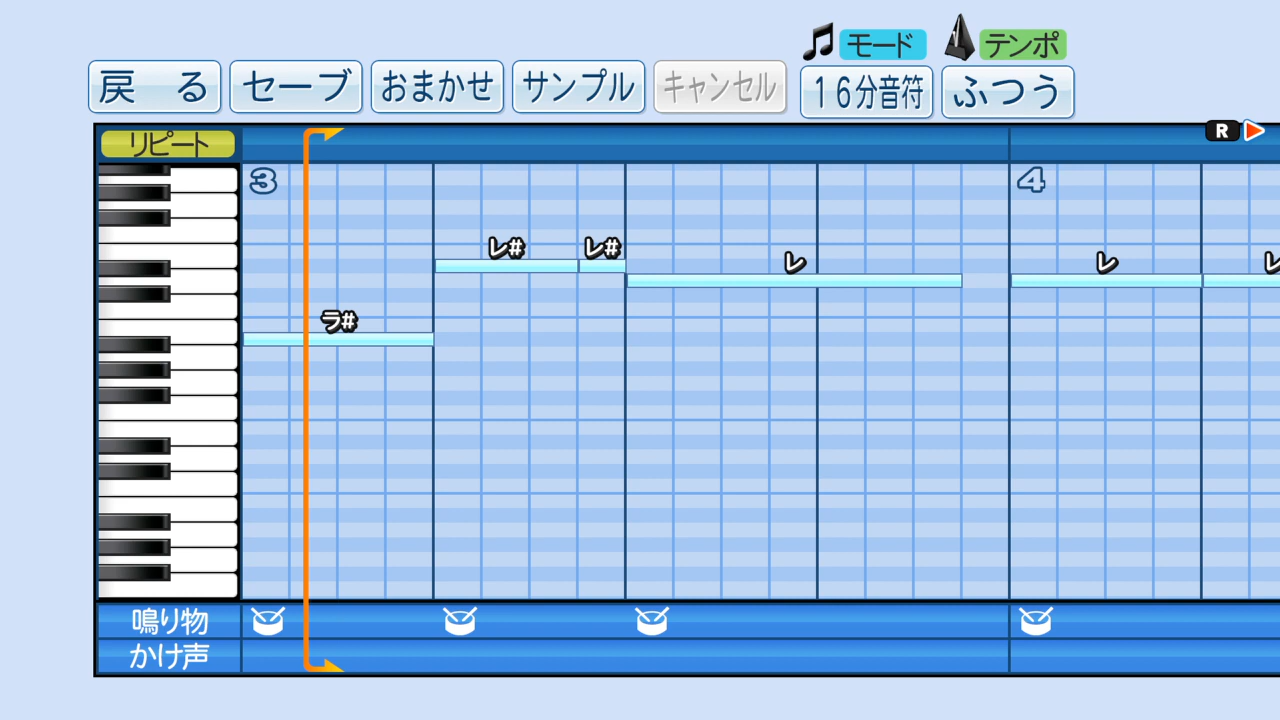 モード テンポ
戻　る セーブ おまかせ サンプル キャンセル 16分音符 ふつう
リピート R
3 4
レ# レ# レ レ レ
ラ#
鳴り物
かけ声